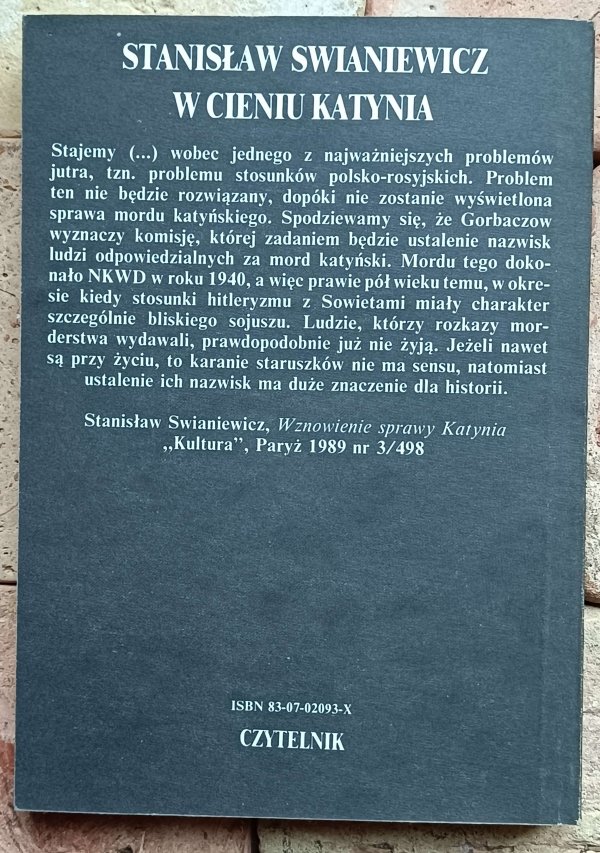 STANISŁAW SWIANIEWICZ
W CIENIU KATYNIA
Stajemy (...) wobec jednego z najważniejszych problemów
jutra, tzn. problemu stosunków polsko-rosyjskich. Problem
ten nie będzie rozwiązany, dopóki nie zostanie wyświetlona
sprawa mordu katyńskiego. Spodziewamy się, że Gorbaczow
wyznaczy komisję, której zadaniem będzie ustalenie nazwisk
ludzi odpowiedzialnych za mord katyński. Mordu tego doko-
nało NKWD w roku 1940, a więc prawie pół wieku temu, w okre-
sie kiedy stosunki hitleryzmu z Sowietami miały charakter
szczególnie bliskiego sojuszu. Ludzie, którzy rozkazy mor-
derstwa wydawali, prawdopodobnie już nie żyją. Jeżeli nawet
są przy życiu, to karanie staruszków nie ma sensu, natomiast
ustalenie ich nazwisk ma duże znaczenie dla historii.
Stanisław Swianiewicz, Wznowienie sprawy Katynia
„Kultura”, Paryż 1989 nr 3/498
ISBN 83-07-02093-X
CZYTELNIK